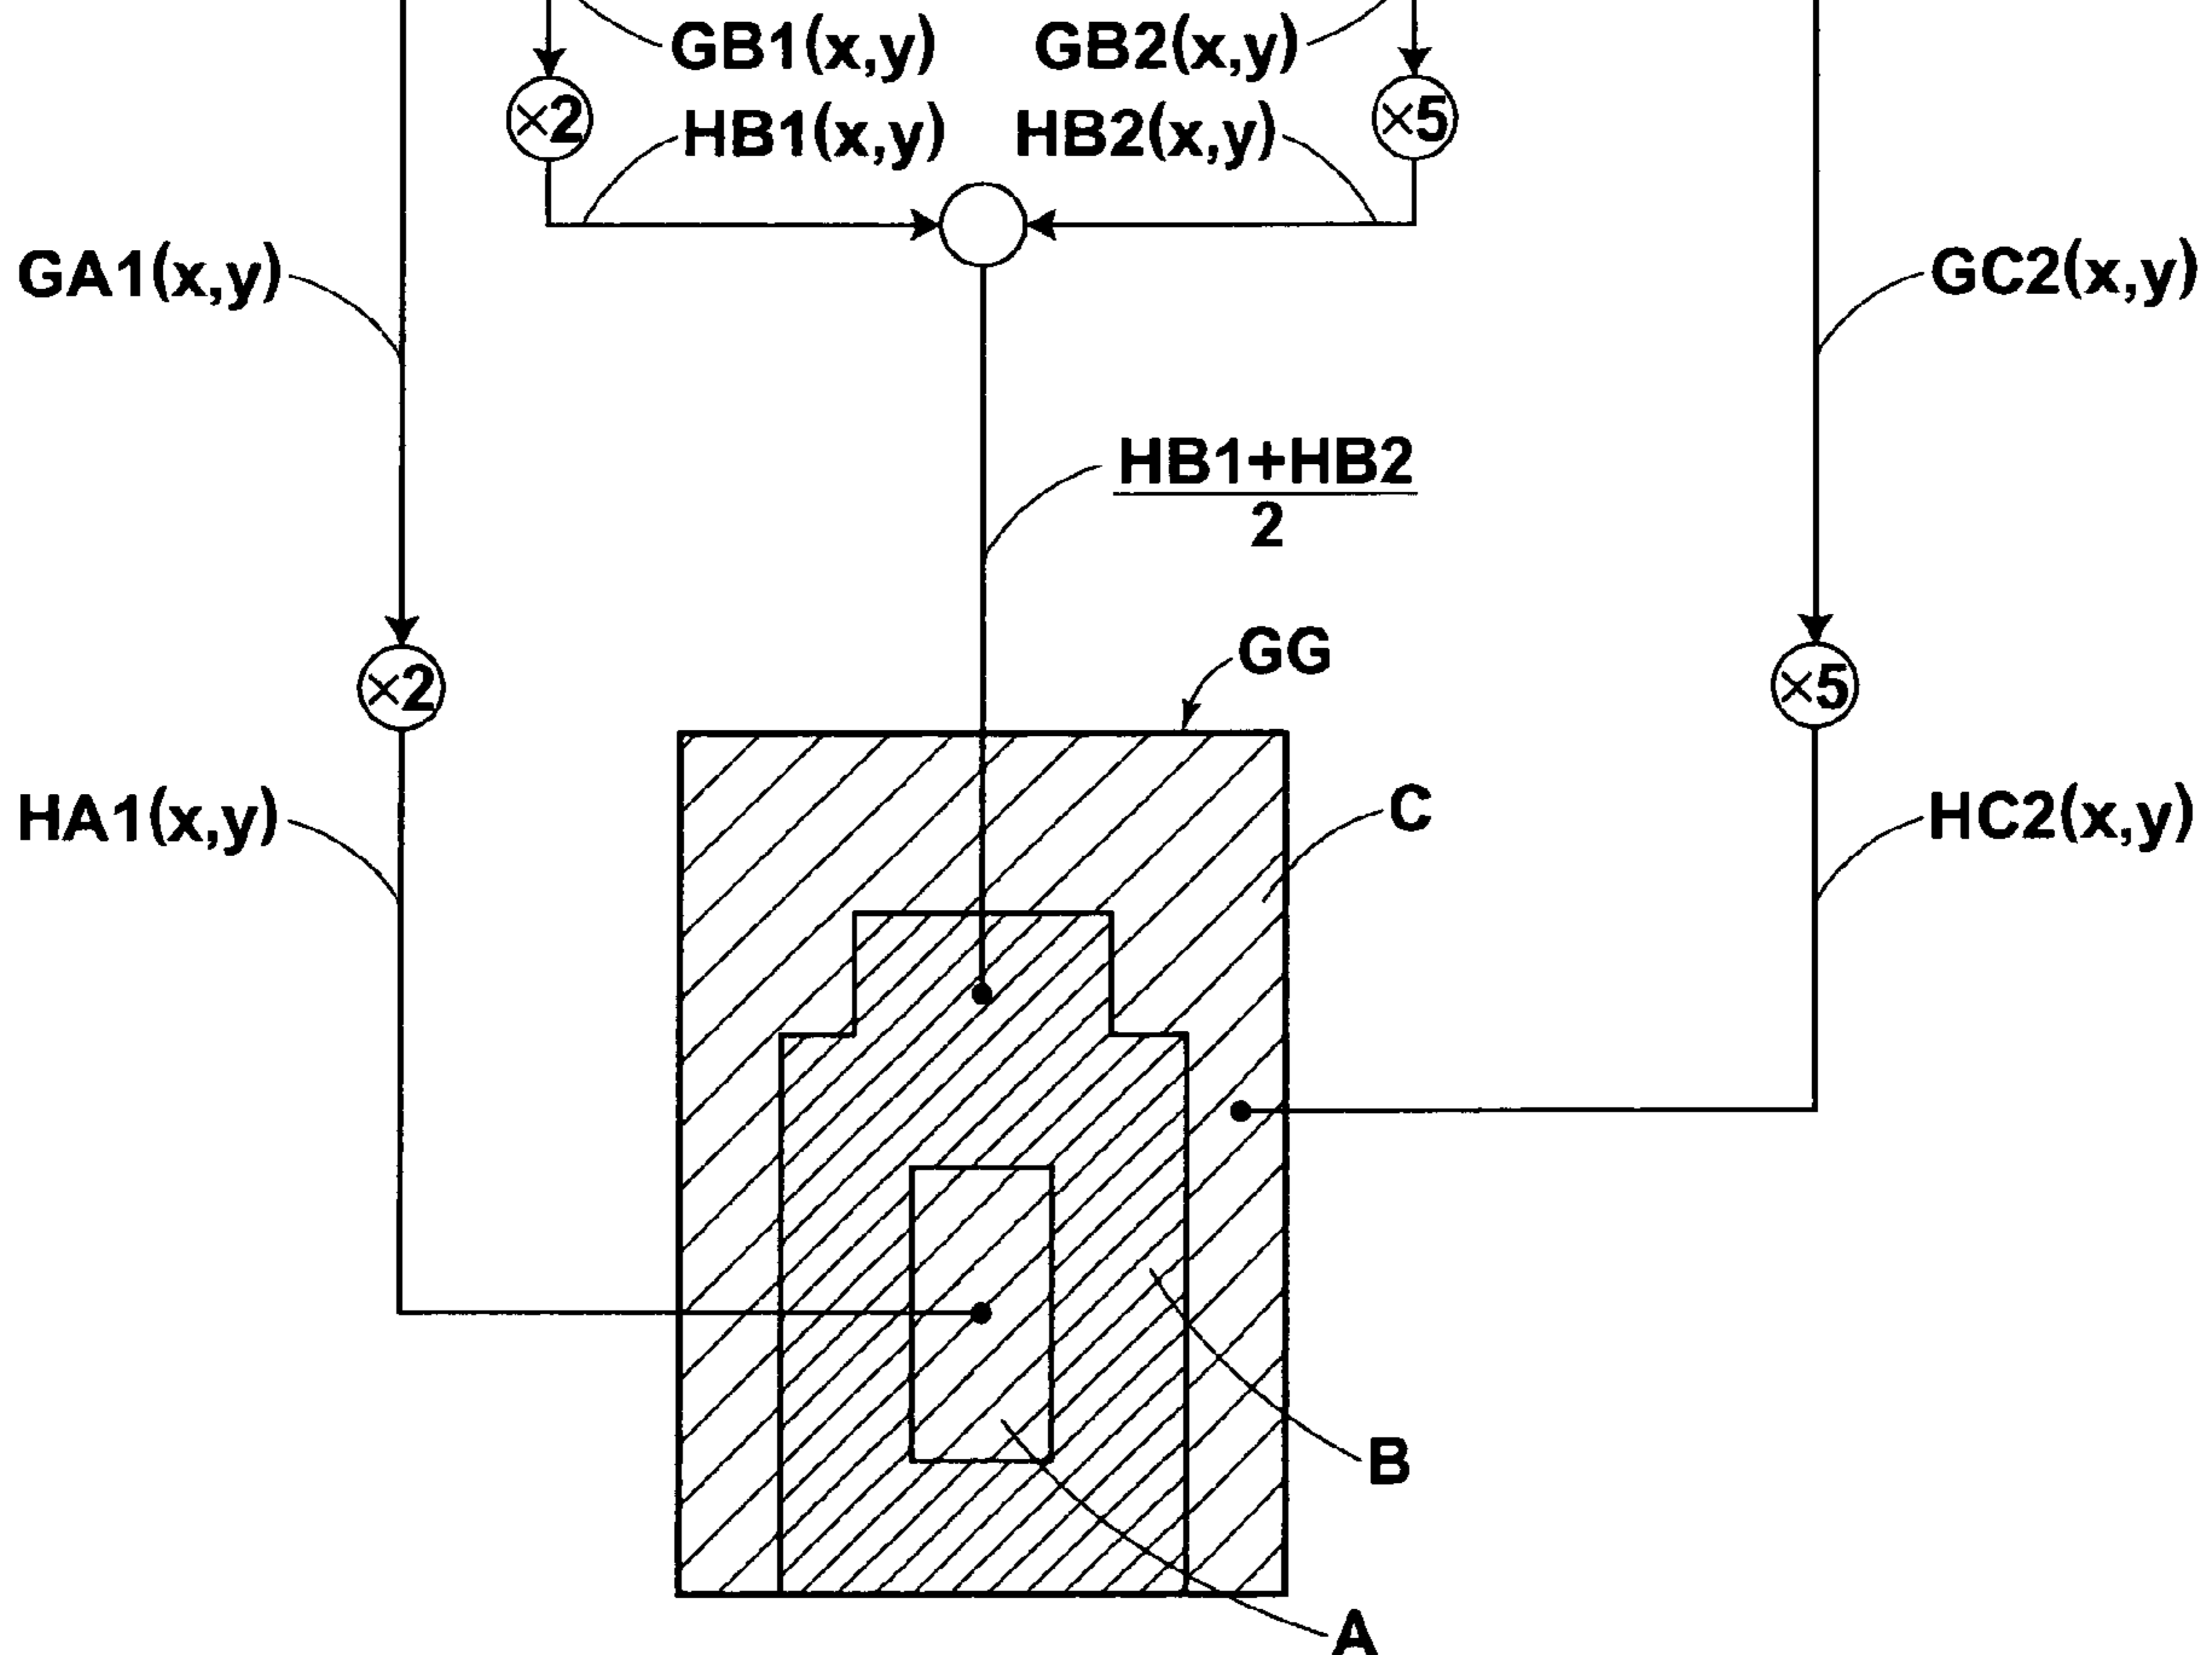 GB1(x,y) GB2(x,y)
×2 ×5
HB1(x,y) HB2(x,y)
GA1(x,y) GC2(x,y)
HB1+HB2
2
GG
×2 ×5
HA1(x,y) C HC2(x,y)
B
A